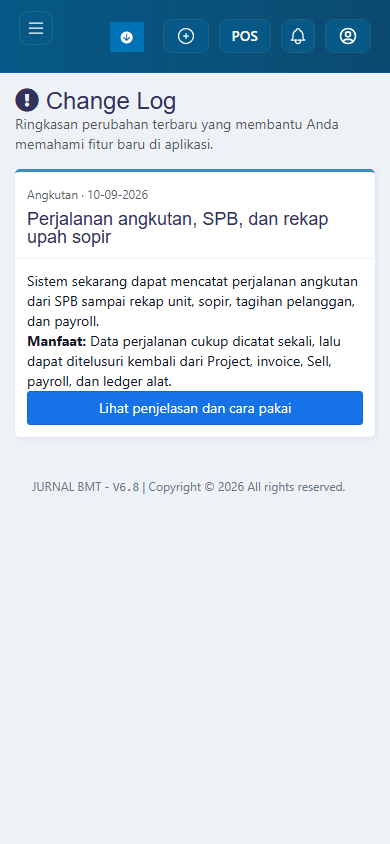 POS
Change Log
Ringkasan perubahan terbaru yang membantu Anda
memahami fitur baru di aplikasi.
Angkutan · 10-09-2026
Perjalanan angkutan, SPB, dan rekap
upah sopir
Sistem sekarang dapat mencatat perjalanan angkutan
dari SPB sampai rekap unit, sopir, tagihan pelanggan,
dan payroll.
Manfaat: Data perjalanan cukup dicatat sekali, lalu
dapat ditelusuri kembali dari Project, invoice, Sell,
payroll, dan ledger alat.
Lihat penjelasan dan cara pakai
JURNAL BMT - V6.8 | Copyright © 2026 All rights reserved.